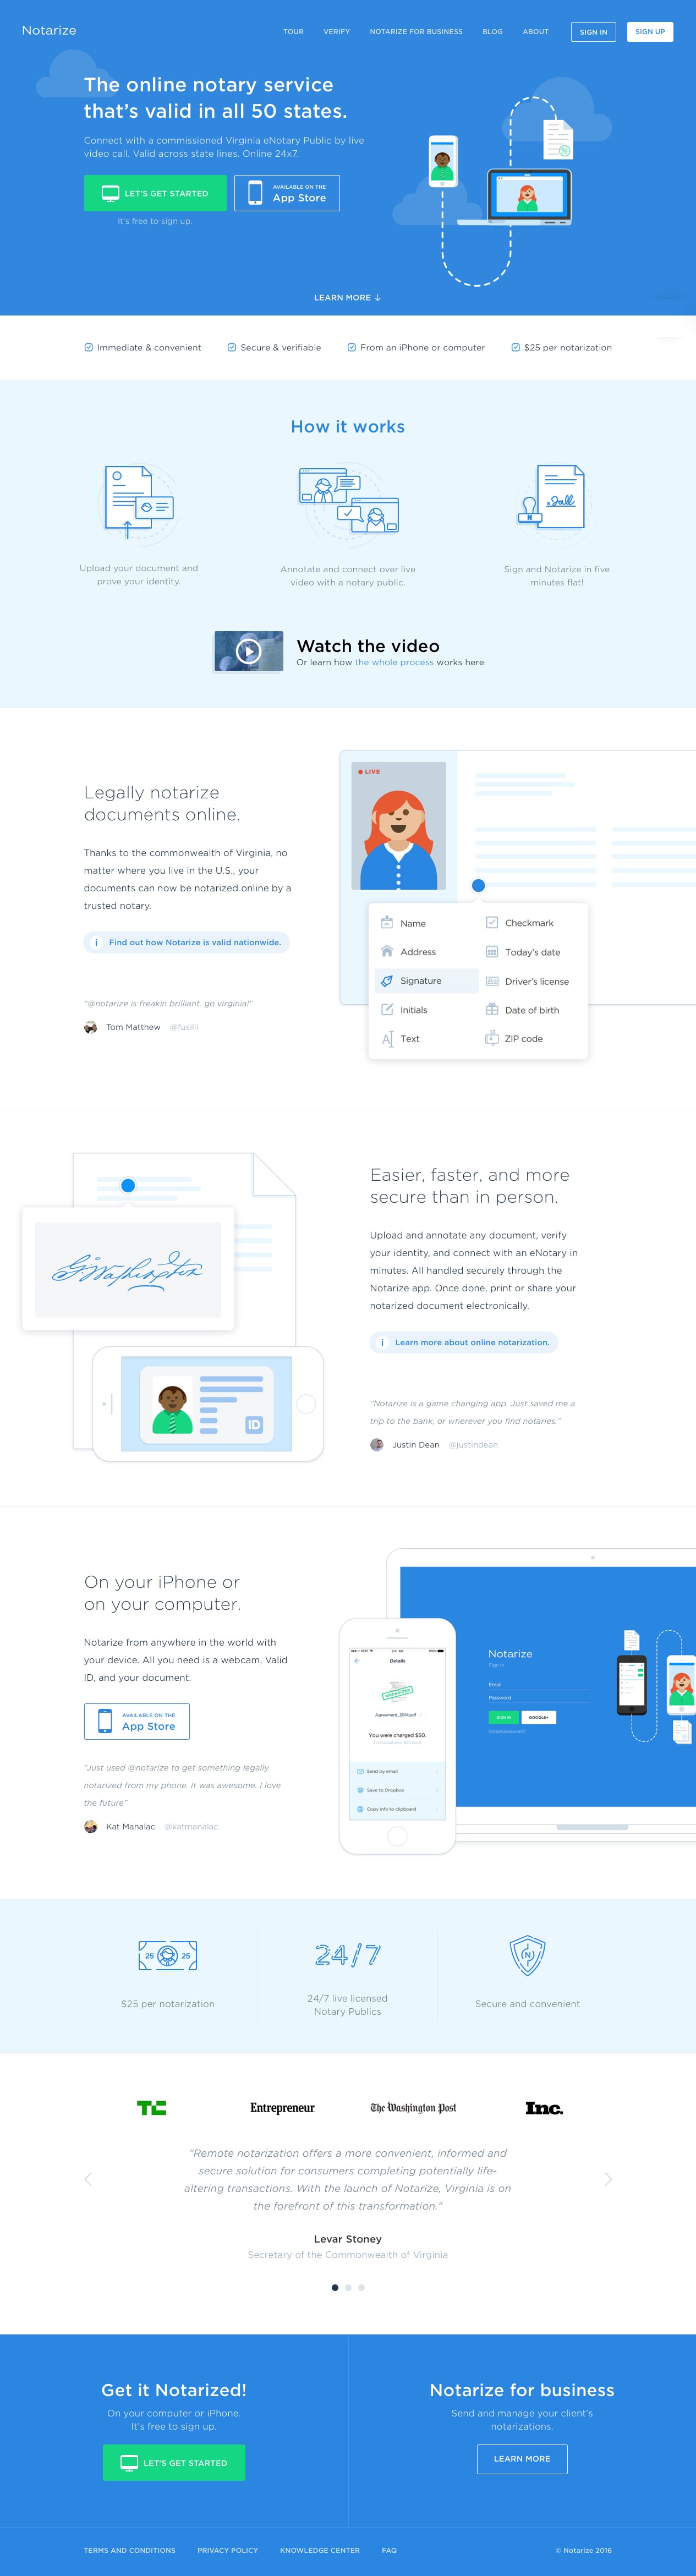 Notarize
TOUR
VERIFY
NOTARIZE FOR BUSINESS
BLOG
ABOUT
SIGN IN
SIGN UP
The online notary service
that's valid in all 50 states.
Connect with a commissioned Virginia eNotary Public by live
video call. Valid across state lines. Online 24x7.
LET'S GET STARTED
AVAILABLE ON THE
App Store
It's free to sign up.
LEARN MORE ↓
Immediate & convenient
Secure & verifiable
From an iPhone or computer
$25 per notarization
How it works
Upload your document and
prove your identity.
Annotate and connect over live
video with a notary public.
Sign and Notarize in five
minutes flat!
Watch the video
Or learn how the whole process works here
Legally notarize
documents online.
Thanks to the commonwealth of Virginia, no
matter where you live in the U.S., your
documents can now be notarized online by a
trusted notary.
i Find out how Notarize is valid nationwide.
"@notarize is freakin brilliant. go virginia!"
Tom Matthew @fusilli
LIVE
Name
Checkmark
Address
Today's date
Signature
Driver's license
Initials
Date of birth
Text
ZIP code
G. Washington
ID
Easier, faster, and more
secure than in person.
Upload and annotate any document, verify
your identity, and connect with an eNotary in
minutes. All handled securely through the
Notarize app. Once done, print or share your
notarized document electronically.
i Learn more about online notarization.
"Notarize is a game changing app. Just saved me a
trip to the bank, or wherever you find notaries."
Justin Dean @justindean
On your iPhone or
on your computer.
Notarize from anywhere in the world with
your device. All you need is a webcam, Valid
ID, and your document.
AVAILABLE ON THE
App Store
"Just used @notarize to get something legally
notarized from my phone. It was awesome. I love
the future"
Kat Manalac @katmanalac
Details
Agreement_2014.pdf
You were charged $50.
Send by email
Save to Dropbox
Copy info to clipboard
Notarize
Sign in
Email
Password
SIGN IN
GOOGLE+
Forgot password?
25 25
$25 per notarization
24/7
24/7 live licensed
Notary Publics
N
Secure and convenient
TC
Entrepreneur
The Washington Post
Inc.
"Remote notarization offers a more convenient, informed and
secure solution for consumers completing potentially life-
altering transactions. With the launch of Notarize, Virginia is on
the forefront of this transformation."
Levar Stoney
Secretary of the Commonwealth of Virginia
Get it Notarized!
On your computer or iPhone.
It's free to sign up.
LET'S GET STARTED
Notarize for business
Send and manage your client's
notarizations.
LEARN MORE
TERMS AND CONDITIONS
PRIVACY POLICY
KNOWLEDGE CENTER
FAQ
© Notarize 2016